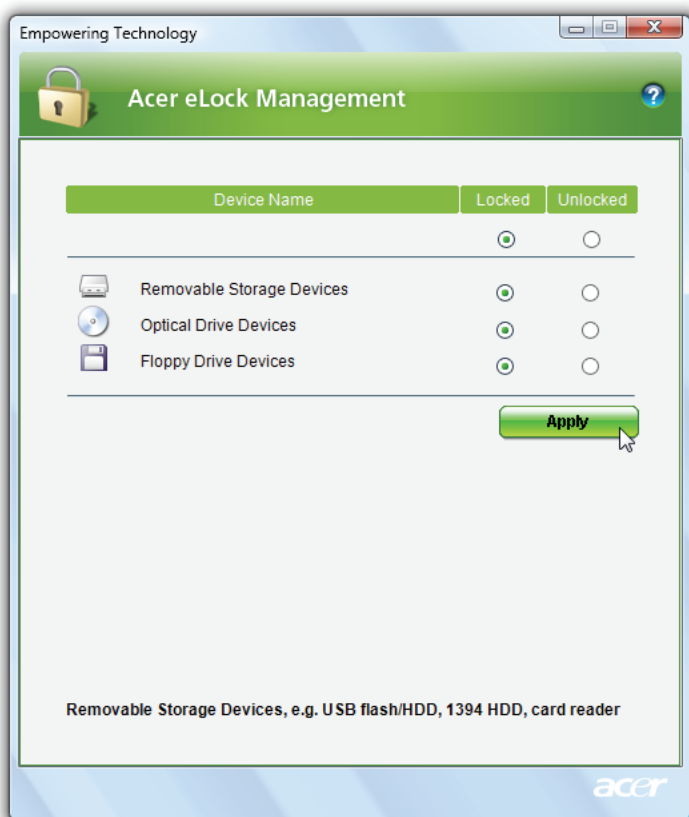 Empowering Technology
Acer eLock Management
?
Device Name Locked Unlocked
Removable Storage Devices
Optical Drive Devices
Floppy Drive Devices
Apply
Removable Storage Devices, e.g. USB flash/HDD, 1394 HDD, card reader
acer